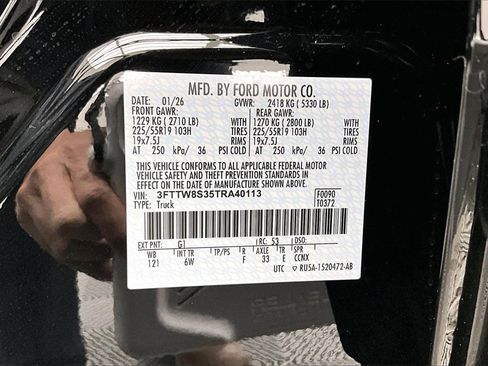 MFD. BY FORD MOTOR CO.
DATE: 01/26 GVWR: 2418 KG ( 5330 LB)
FRONT GAWR: REAR GAWR:
1229 KG ( 2710 LB) WITH 1270 KG ( 2800 LB) WITH
225/55R19 103H TIRES 225/55R19 103H TIRES
19x7.5J RIMS 19x7.5J RIMS
AT 250 kPa/ 36 PSI COLD AT 250 kPa/ 36 PSI COLD
THIS VEHICLE CONFORMS TO ALL APPLICABLE FEDERAL MOTOR
VEHICLE SAFETY AND THEFT PREVENTION STANDARDS IN
EFFECT ON THE DATE OF MANUFACTURE SHOWN ABOVE.
VIN: 3FTTW8S35TRA40113 F0090
TYPE: Truck T0372
EXT PNT: G1 RC: 53 DSO:
WB INT TR TP/PS R AXLE TR SPR
121 6W F 33 E CCNX
UTC RU5A-1520472-AB